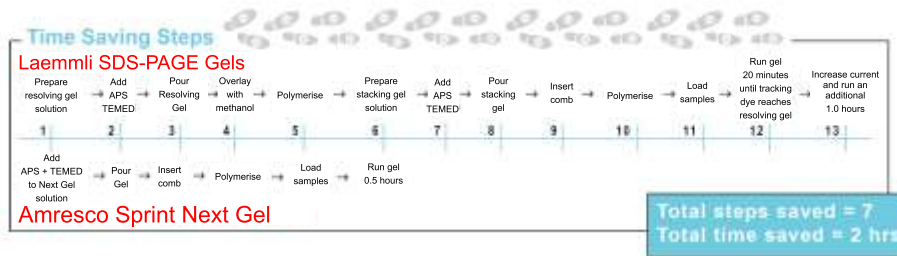 Time Saving Steps
Laemmli SDS-PAGE Gels
Prepare
resolving gel
solution
Add
APS
TEMED
Pour
Resolving
Gel
Overlay
with
methanol
Polymerise
Prepare
stacking gel
solution
Add
APS
TEMED
Pour
stacking
gel
Insert
comb
Polymerise
Load
samples
Run gel
20 minutes
until tracking
dye reaches
resolving gel
Increase current
and run an
additional
1.0 hours
1 2 3 4 5 6 7 8 9 10 11 12 13
Add
APS + TEMED
to Next Gel
solution
Pour
Gel
Insert
comb
Polymerise
Load
samples
Run gel
0.5 hours
Amresco Sprint Next Gel
Total steps saved = 7
Total time saved = 2 hrs